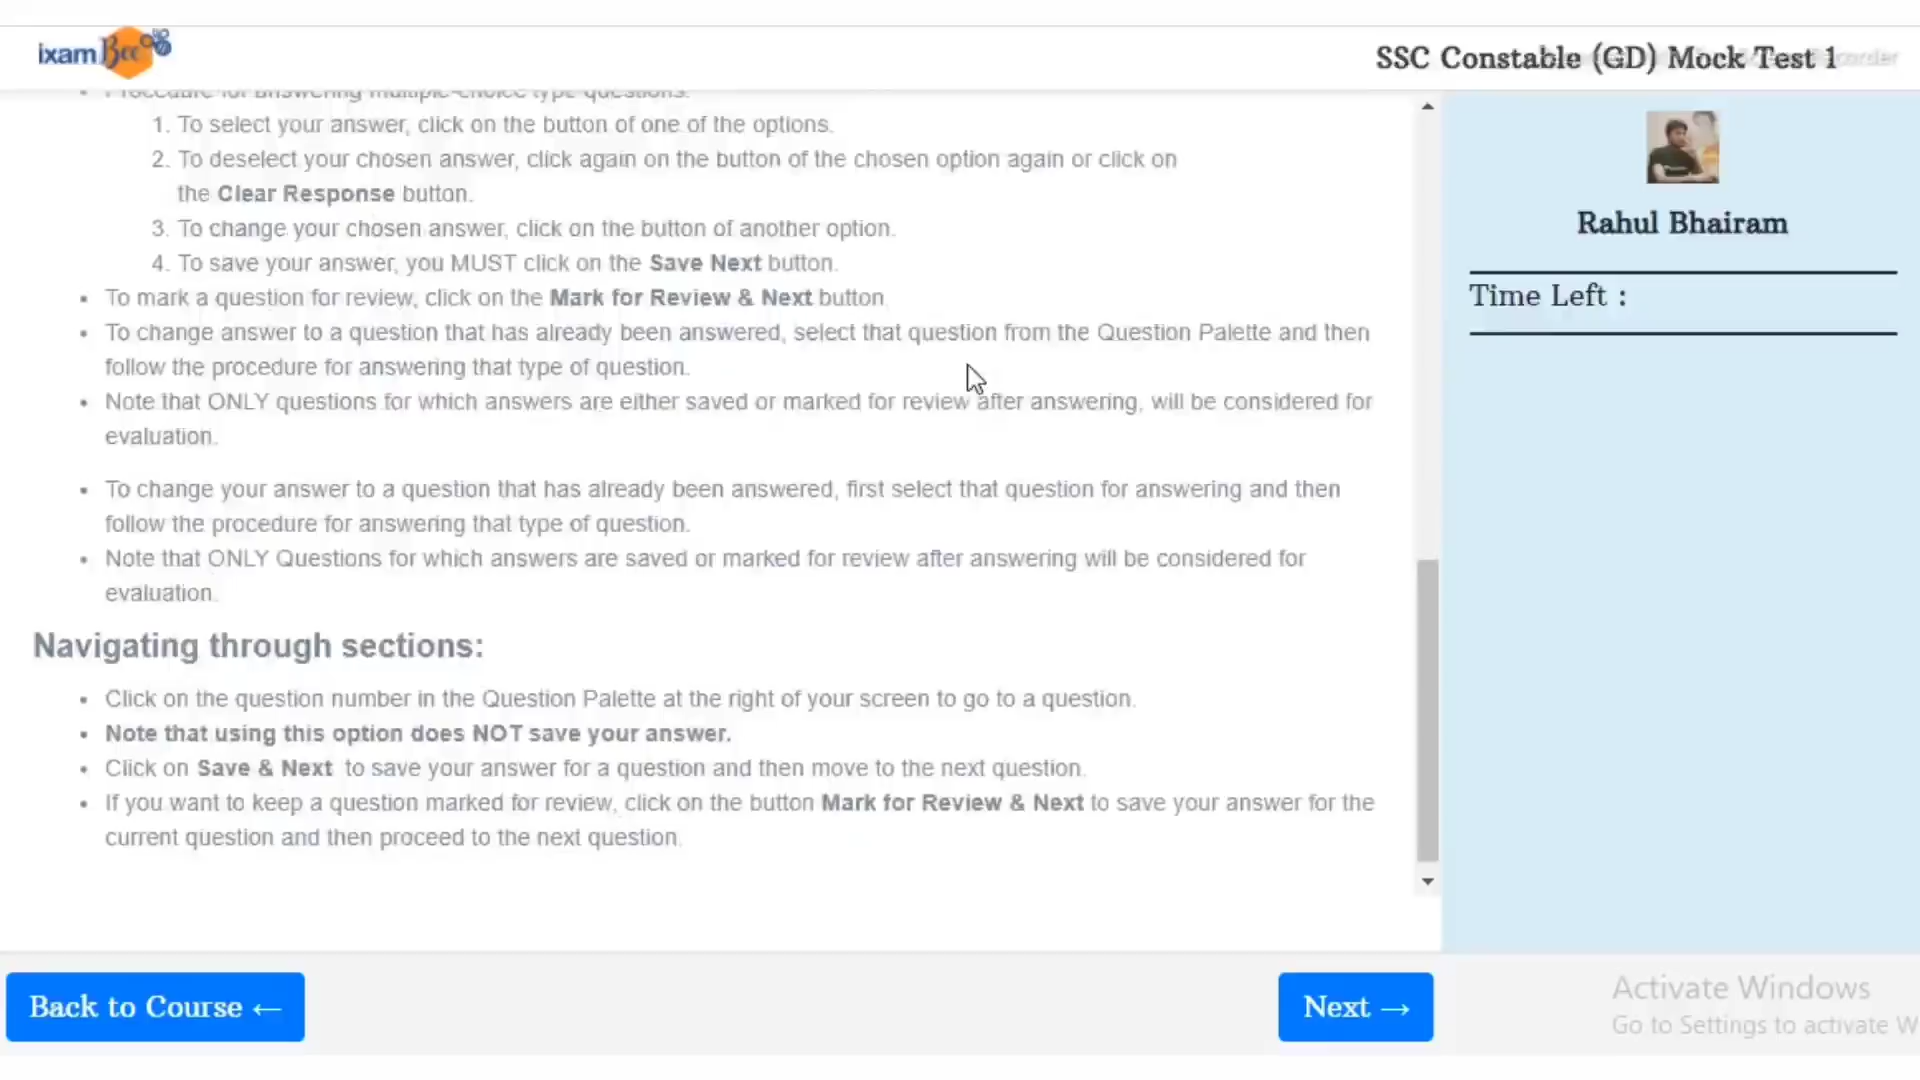 ixamBee
SSC Constable (GD) Mock Test 1
Procedure for answering multiple-choice type questions:
1. To select your answer, click on the button of one of the options.
2. To deselect your chosen answer, click again on the button of the chosen option again or click on
the Clear Response button.
3. To change your chosen answer, click on the button of another option.
4. To save your answer, you MUST click on the Save Next button.
• To mark a question for review, click on the Mark for Review & Next button
• To change answer to a question that has already been answered, select that question from the Question Palette and then
follow the procedure for answering that type of question.
• Note that ONLY questions for which answers are either saved or marked for review after answering, will be considered for
evaluation.
• To change your answer to a question that has already been answered, first select that question for answering and then
follow the procedure for answering that type of question.
• Note that ONLY Questions for which answers are saved or marked for review after answering will be considered for
evaluation.
Navigating through sections:
• Click on the question number in the Question Palette at the right of your screen to go to a question.
• Note that using this option does NOT save your answer.
• Click on Save & Next to save your answer for a question and then move to the next question.
• If you want to keep a question marked for review, click on the button Mark for Review & Next to save your answer for the
current question and then proceed to the next question.
Rahul Bhairam
Time Left :
Back to Course ←
Next →
Activate Windows
Go to Settings to activate W